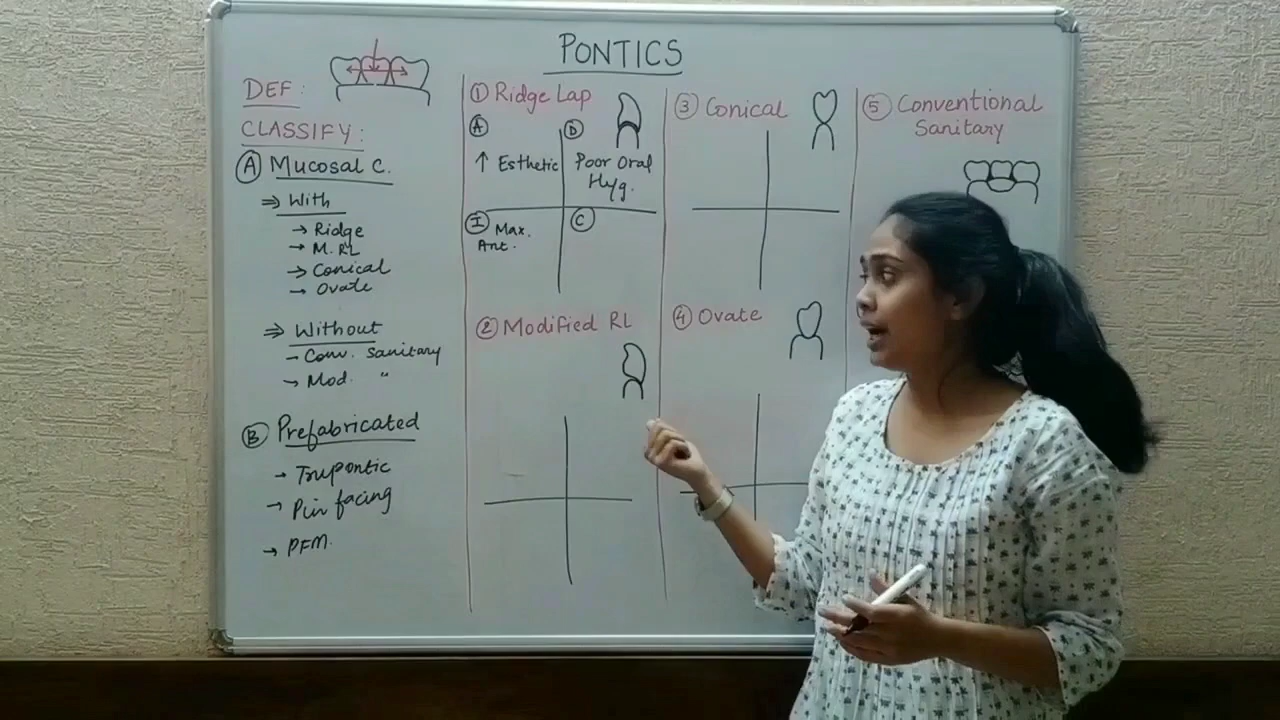 PONTICS
DEF:
CLASSIFY:
Ⓐ Mucosal C.
⇒ With
→ Ridge
→ M. RL
→ Conical
→ Ovate
⇒ Without
→ Conv. Sanitary
→ Mod. "
Ⓑ Prefabricated
→ Trupontic
→ Pin facing
→ PFM.
① Ridge Lap
Ⓐ
↑ Esthetic
Ⓓ
Poor Oral
Hyg.
Ⓘ Max.
Ant.
Ⓒ
② Modified RL
③ Conical
④ Ovate
⑤ Conventional
Sanitary